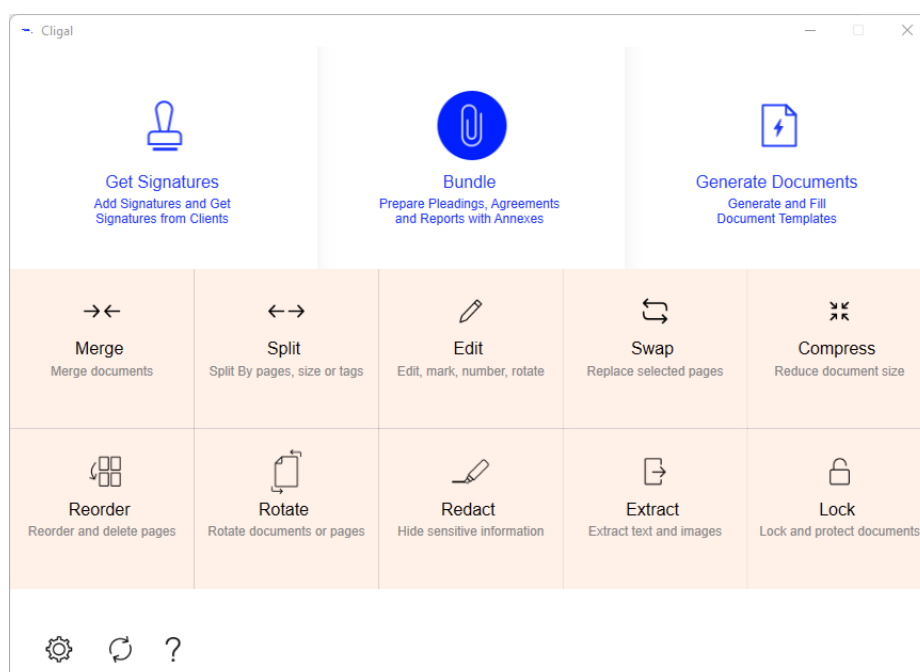 Cligal
Get Signatures
Add Signatures and Get
Signatures from Clients
Bundle
Prepare Pleadings, Agreements
and Reports with Annexes
Generate Documents
Generate and Fill
Document Templates
Merge
Merge documents
Split
Split By pages, size or tags
Edit
Edit, mark, number, rotate
Swap
Replace selected pages
Compress
Reduce document size
Reorder
Reorder and delete pages
Rotate
Rotate documents or pages
Redact
Hide sensitive information
Extract
Extract text and images
Lock
Lock and protect documents